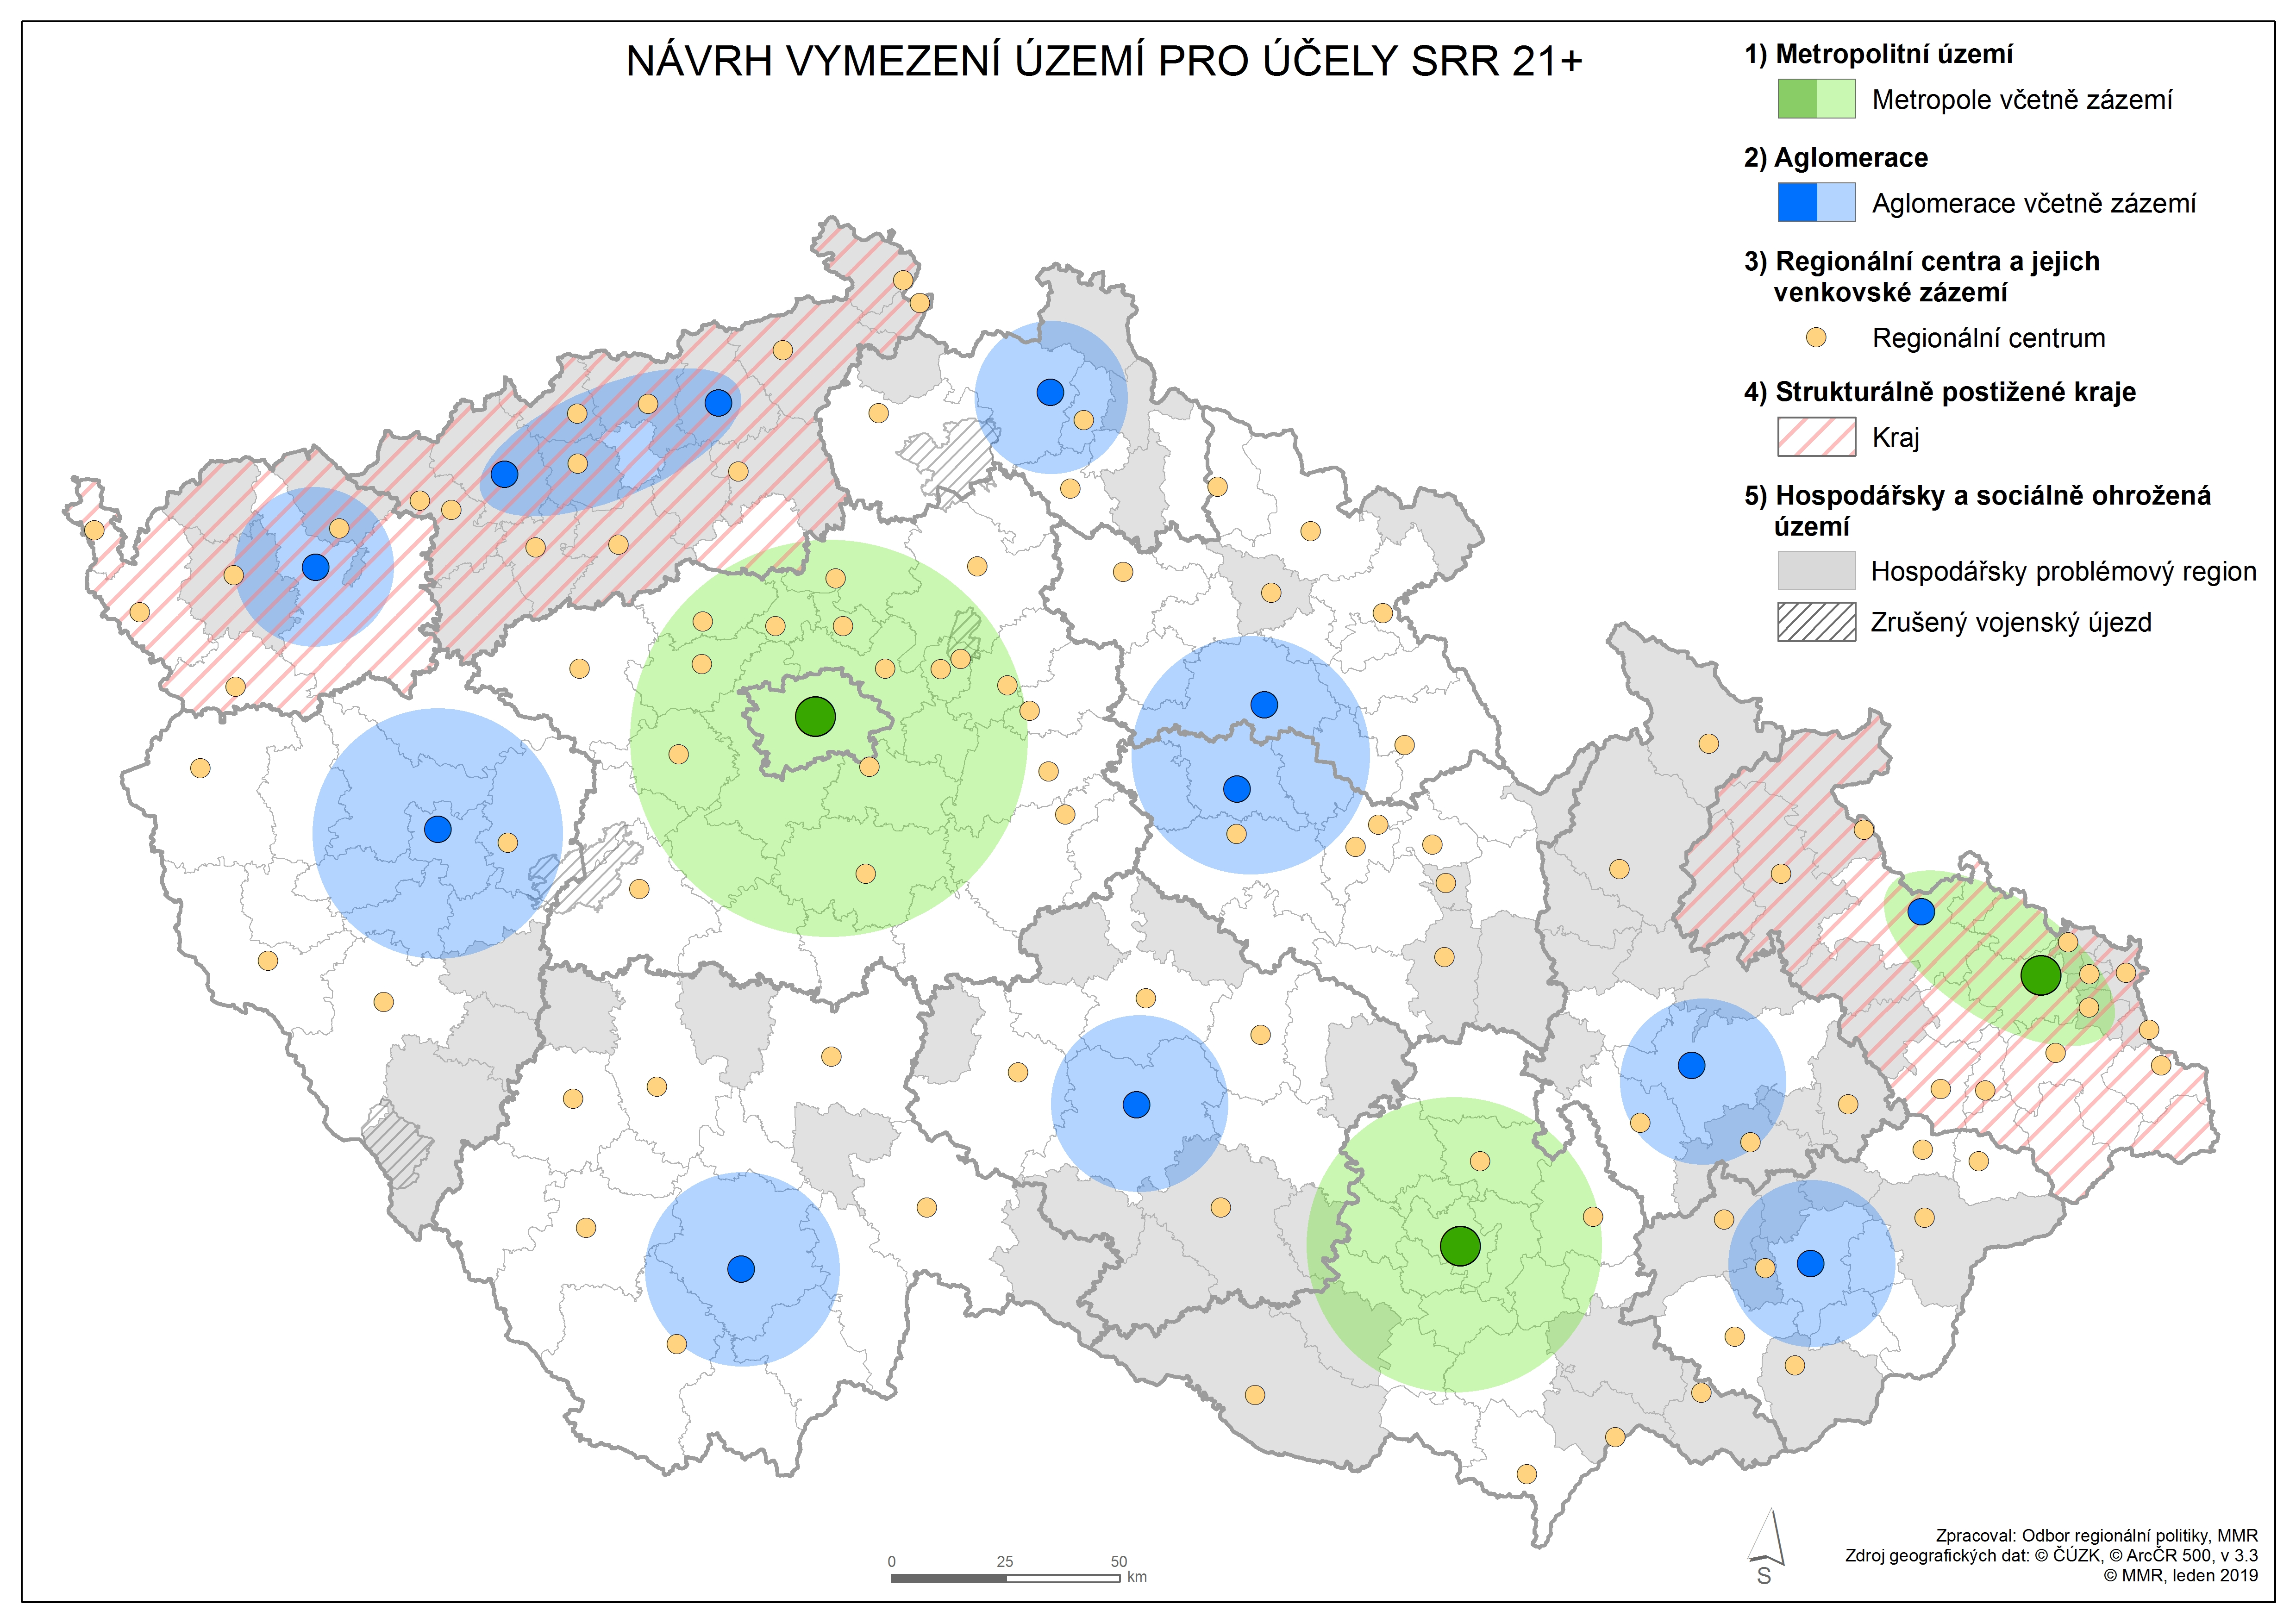 NÁVRH VYMEZENÍ ÚZEMÍ PRO ÚČELY SRR 21+
1) Metropolitní území
Metropole včetně zázemí
2) Aglomerace
Aglomerace včetně zázemí
3) Regionální centra a jejich
venkovské zázemí
Regionální centrum
4) Strukturálně postižené kraje
Kraj
5) Hospodářsky a sociálně ohrožená
území
Hospodářsky problémový region
Zrušený vojenský újezd
0 25 50
km
S
Zpracoval: Odbor regionální politiky, MMR
Zdroj geografických dat: © ČÚZK, © ArcČR 500, v 3.3
© MMR, leden 2019